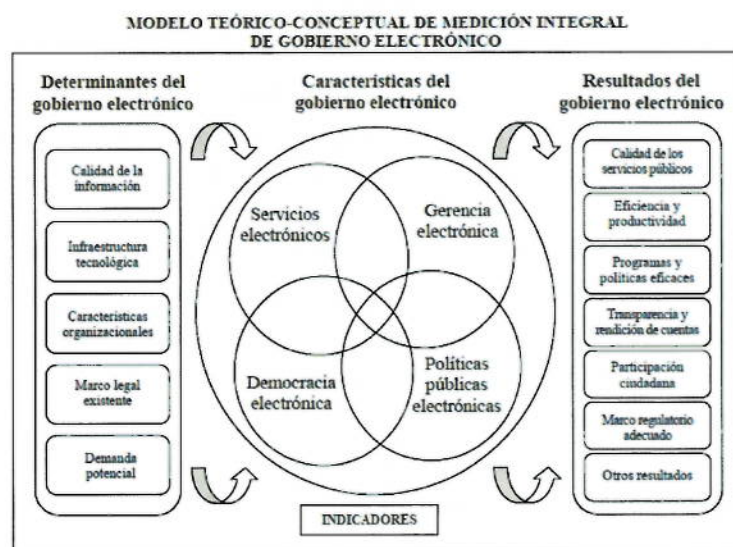 MODELO TEÓRICO-CONCEPTUAL DE MEDICIÓN INTEGRAL
DE GOBIERNO ELECTRÓNICO
Determinantes del
gobierno electrónico
Calidad de la
información
Infraestructura
tecnológica
Características
organizacionales
Marco legal
existente
Demanda
potencial
Características del
gobierno electrónico
Servicios
electrónicos
Gerencia
electrónica
Democracia
electrónica
Políticas
públicas
electrónicas
INDICADORES
Resultados del
gobierno electrónico
Calidad de los
servicios públicos
Eficiencia y
productividad
Programas y
políticas eficaces
Transparencia y
rendición de cuentas
Participación
ciudadana
Marco regulatorio
adecuado
Otros resultados